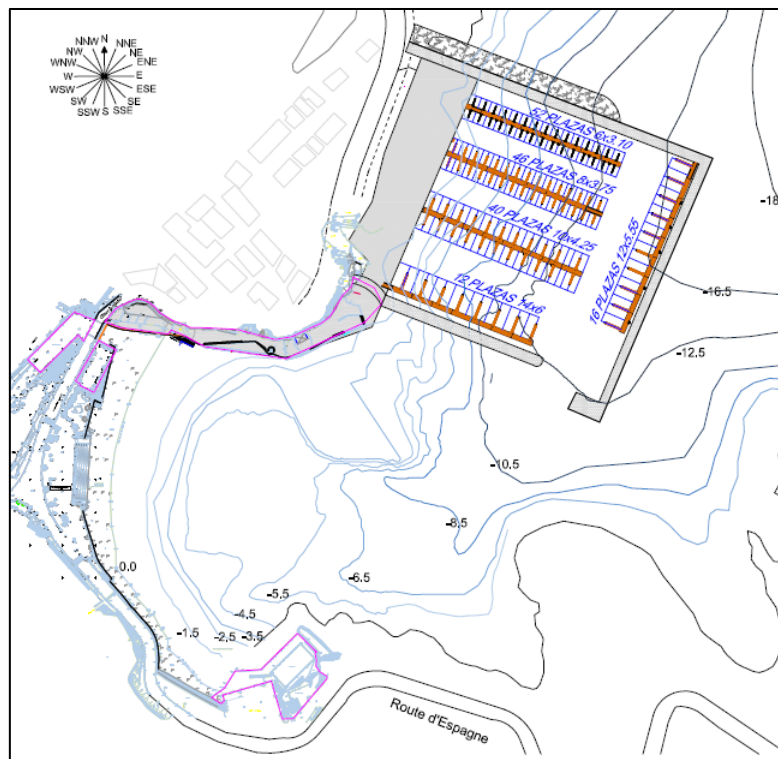 N
NNW
NNE
NW
NE
WNW
ENE
W
E
WSW
ESE
SW
SE
SSW
S
SSE
52 PLAZAS 6x3.10
46 PLAZAS 8x3.75
40 PLAZAS 10x4.25
12 PLAZAS 14x6
16 PLAZAS 12x5.55
-18
-16.5
-12.5
-10.5
-8.5
-6.5
-5.5
-4.5
-3.5
-2.5
-1.5
0.0
Route d'Espagne